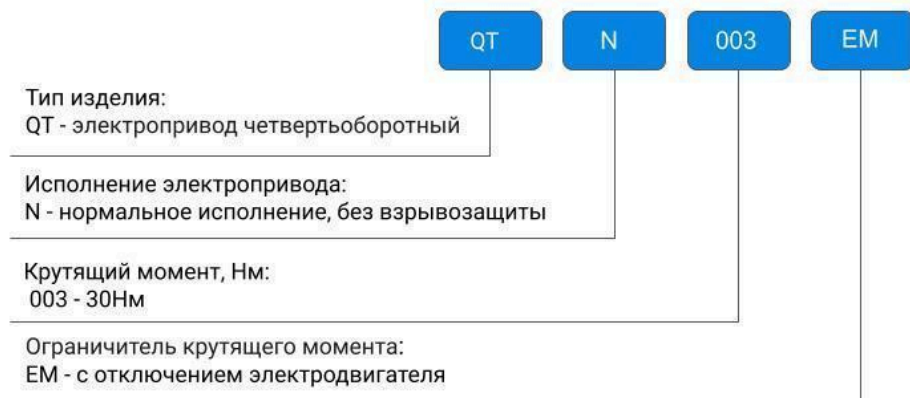 QT N 003 EM
Тип изделия:
QT - электропривод четвертьоборотный
Исполнение электропривода:
N - нормальное исполнение, без взрывозащиты
Крутящий момент, Нм:
003 - 30Нм
Ограничитель крутящего момента:
EM - с отключением электродвигателя